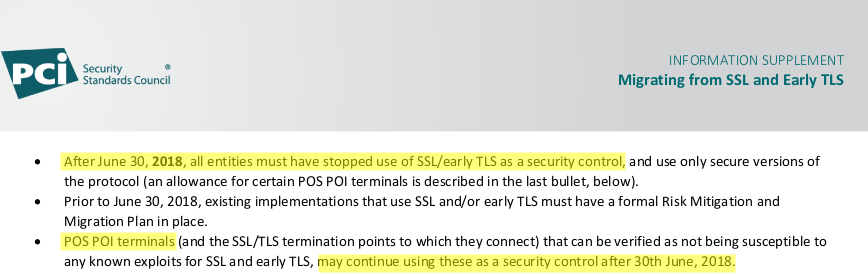 PCi Security
Standards Council
®
INFORMATION SUPPLEMENT
Migrating from SSL and Early TLS
• After June 30, 2018, all entities must have stopped use of SSL/early TLS as a security control, and use only secure versions of
the protocol (an allowance for certain POS POI terminals is described in the last bullet, below).
• Prior to June 30, 2018, existing implementations that use SSL and/or early TLS must have a formal Risk Mitigation and
Migration Plan in place.
• POS POI terminals (and the SSL/TLS termination points to which they connect) that can be verified as not being susceptible to
any known exploits for SSL and early TLS, may continue using these as a security control after 30th June, 2018.